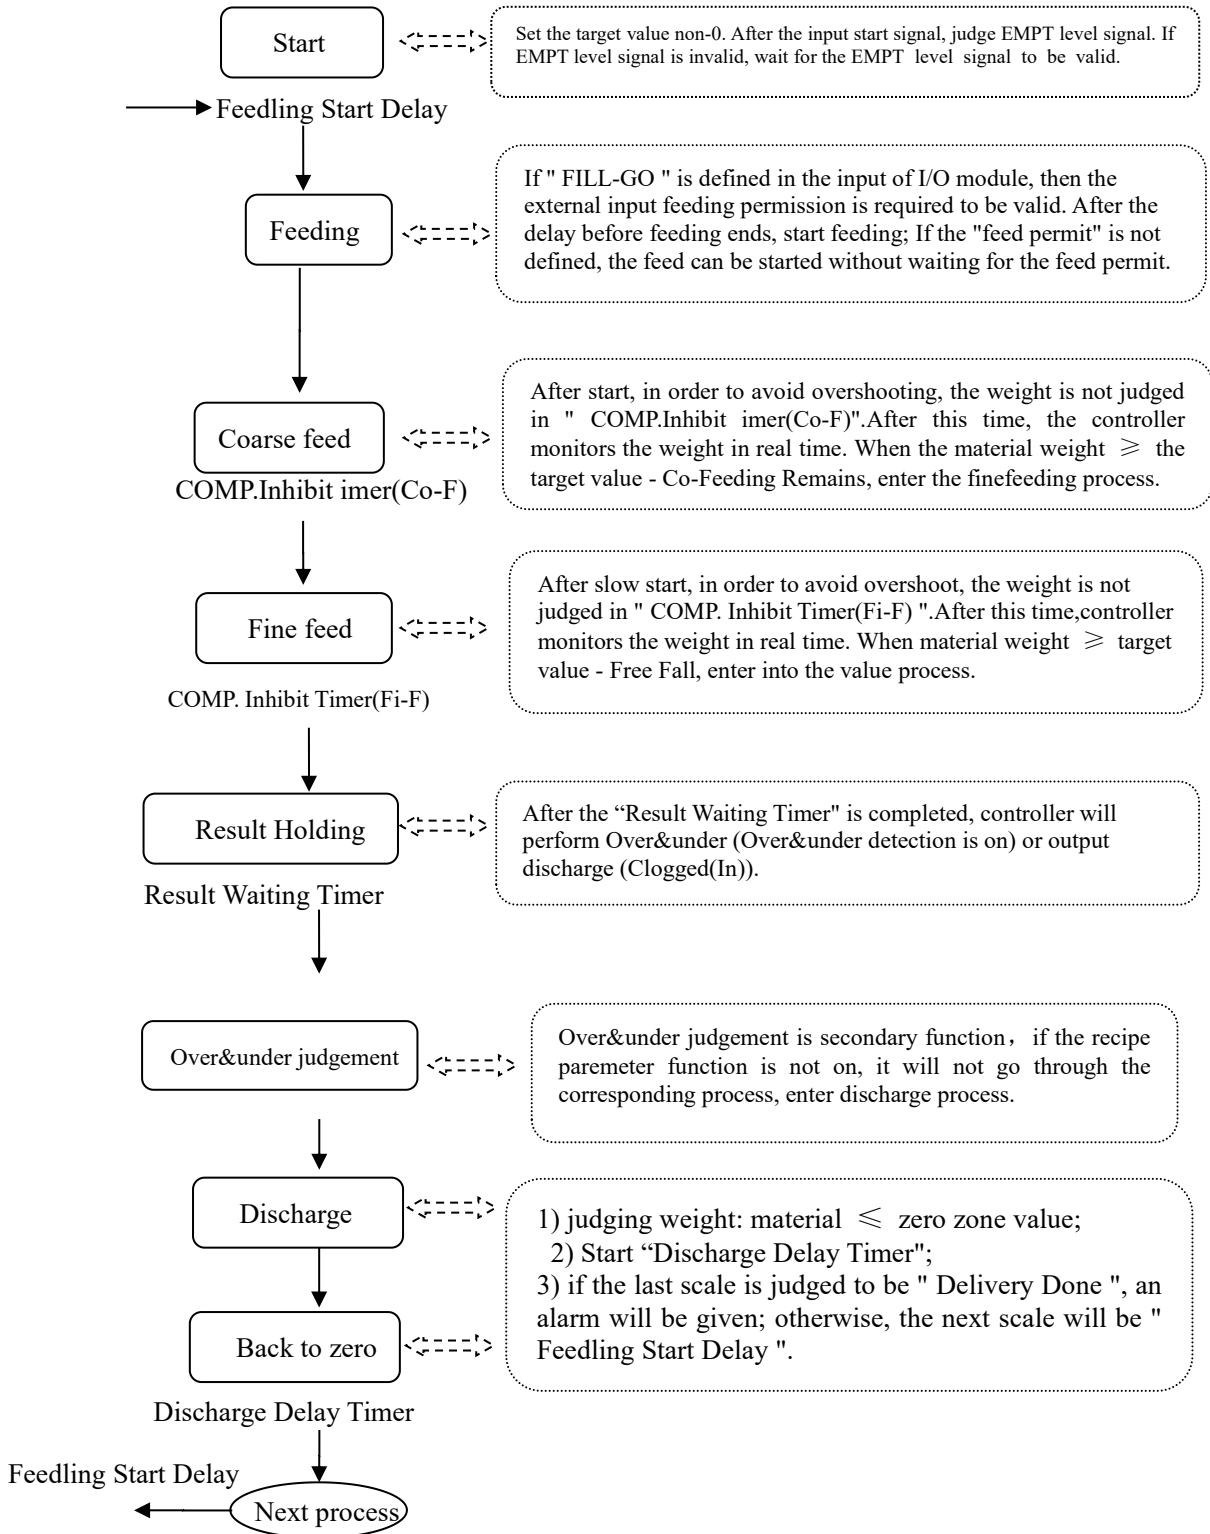 Start
Set the target value non-0. After the input start signal, judge EMPT level signal. If
EMPT level signal is invalid, wait for the EMPT level signal to be valid.
Feedling Start Delay
Feeding
If " FILL-GO " is defined in the input of I/O module, then the
external input feeding permission is required to be valid. After the
delay before feeding ends, start feeding; If the "feed permit" is not
defined, the feed can be started without waiting for the feed permit.
Coarse feed
COMP.Inhibit imer(Co-F)
After start, in order to avoid overshooting, the weight is not judged
in " COMP.Inhibit imer(Co-F)".After this time, the controller
monitors the weight in real time. When the material weight ≥ the
target value - Co-Feeding Remains, enter the finefeeding process.
Fine feed
COMP. Inhibit Timer(Fi-F)
After slow start, in order to avoid overshoot, the weight is not
judged in " COMP. Inhibit Timer(Fi-F) ".After this time,controller
monitors the weight in real time. When material weight ≥ target
value - Free Fall, enter into the value process.
Result Holding
Result Waiting Timer
After the “Result Waiting Timer" is completed, controller will
perform Over&under (Over&under detection is on) or output
discharge (Clogged(In)).
Over&under judgement
Over&under judgement is secondary function，if the recipe
paremeter function is not on, it will not go through the
corresponding process, enter discharge process.
Discharge
1) judging weight: material ≤ zero zone value;
2) Start “Discharge Delay Timer";
3) if the last scale is judged to be " Delivery Done ", an
alarm will be given; otherwise, the next scale will be "
Feedling Start Delay ".
Back to zero
Discharge Delay Timer
Feedling Start Delay
Next process